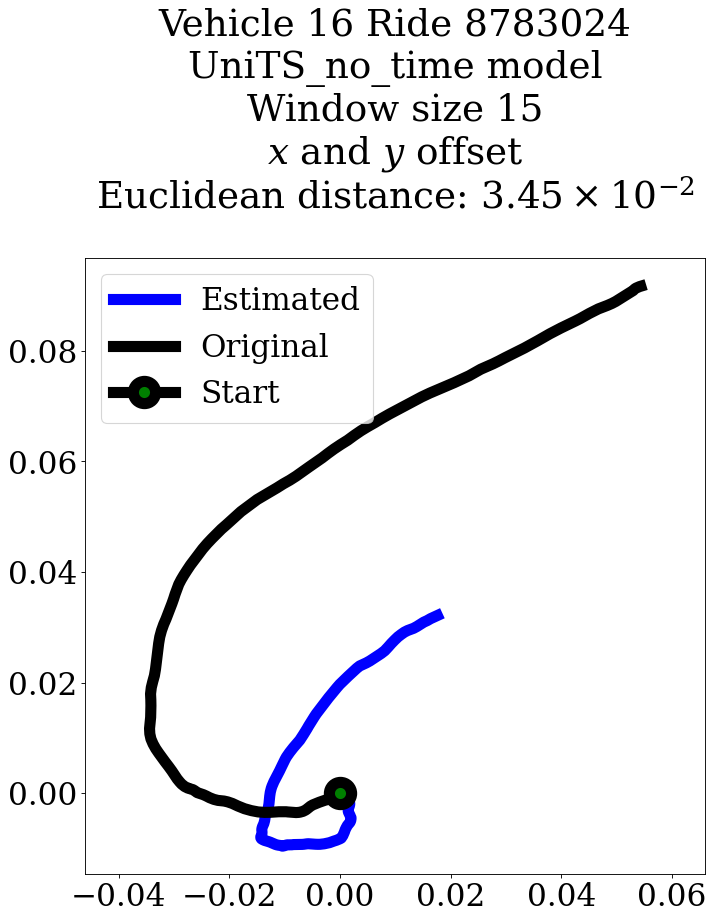 Vehicle 16 Ride 8783024
UniTS_no_time model
Window size 15
x and y offset
Euclidean distance: 3.45 × 10⁻²
Estimated
Original
Start
0.08
0.06
0.04
0.02
0.00
−0.04 −0.02 0.00 0.02 0.04 0.06